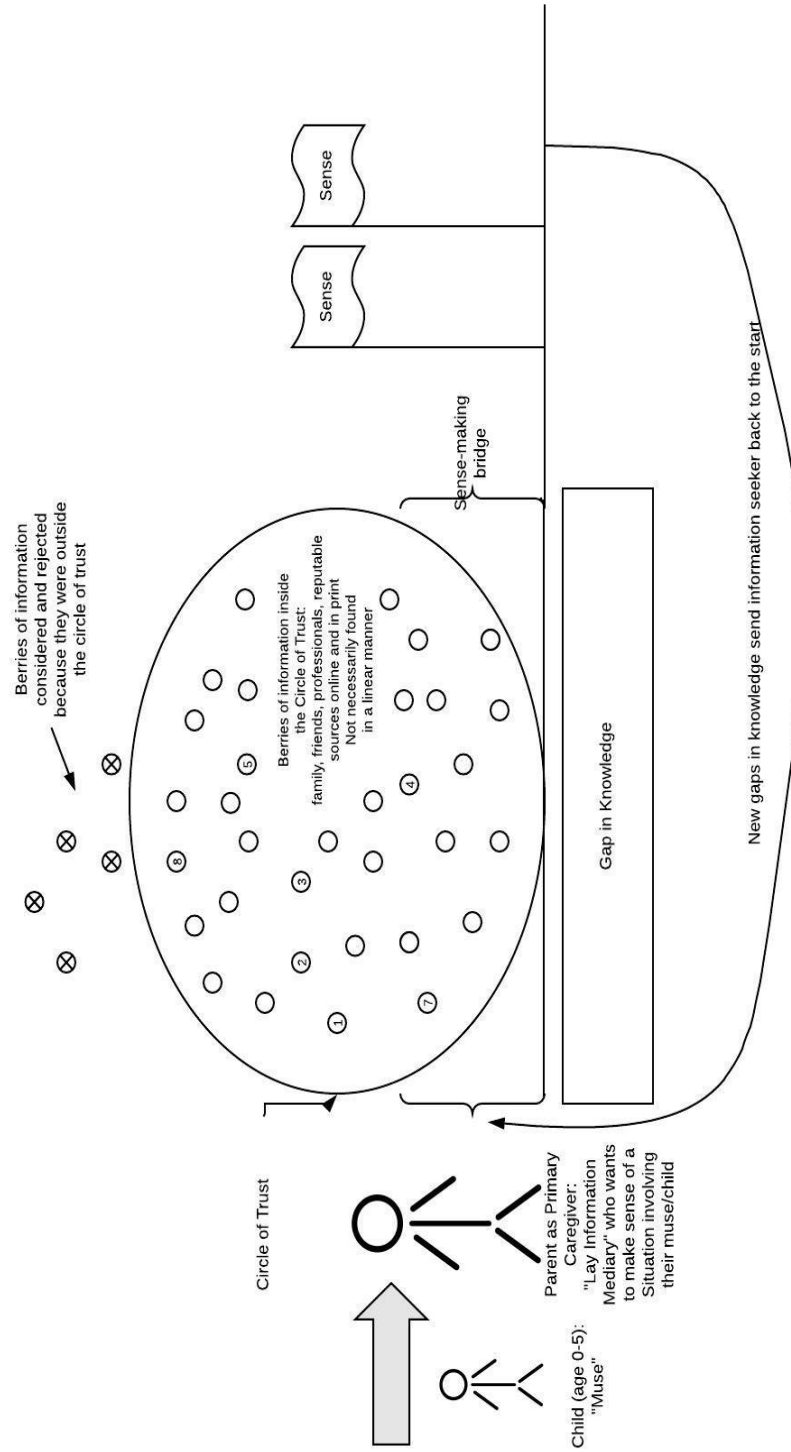 Berries of information
considered and rejected
because they were outside
the circle of trust
Circle of Trust
8
5
3
2
1
4
7
Berries of information inside
the Circle of Trust:
family, friends, professionals, reputable
sources online and in print
Not necessarily found
in a linear manner
Sense
Sense
Sense-making
bridge
Child (age 0-5):
"Muse"
Parent as Primary
Caregiver:
"Lay Information
Mediary" who wants
to make sense of a
Situation involving
their muse/child
Gap in Knowledge
New gaps in knowledge send information seeker back to the start